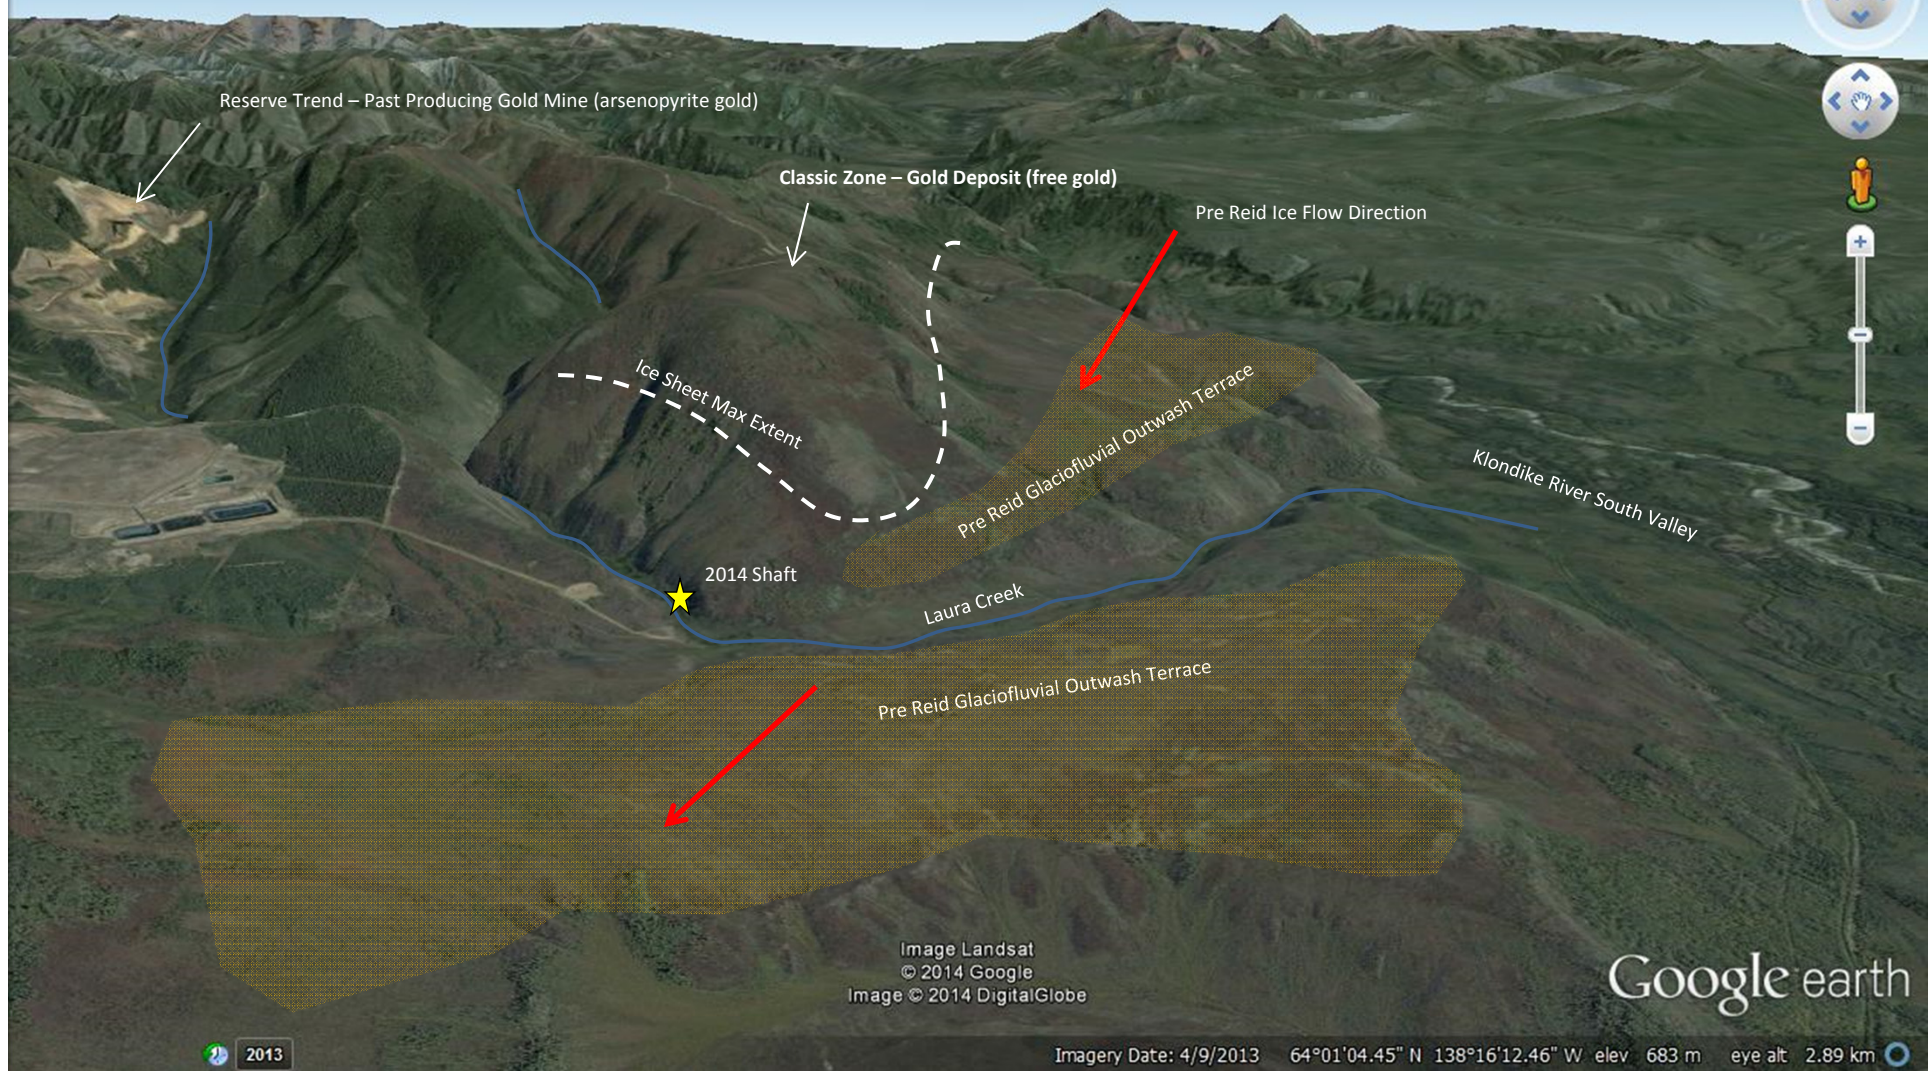 Reserve Trend – Past Producing Gold Mine (arsenopyrite gold)
Classic Zone – Gold Deposit (free gold)
Pre Reid Ice Flow Direction
Ice Sheet Max Extent
Pre Reid Glaciofluvial Outwash Terrace
Klondike River South Valley
2014 Shaft
Laura Creek
Pre Reid Glaciofluvial Outwash Terrace
Image Landsat
© 2014 Google
Image © 2014 DigitalGlobe
Google earth
2013
Imagery Date: 4/9/2013 64°01'04.45" N 138°16'12.46" W elev 683 m eye alt 2.89 km